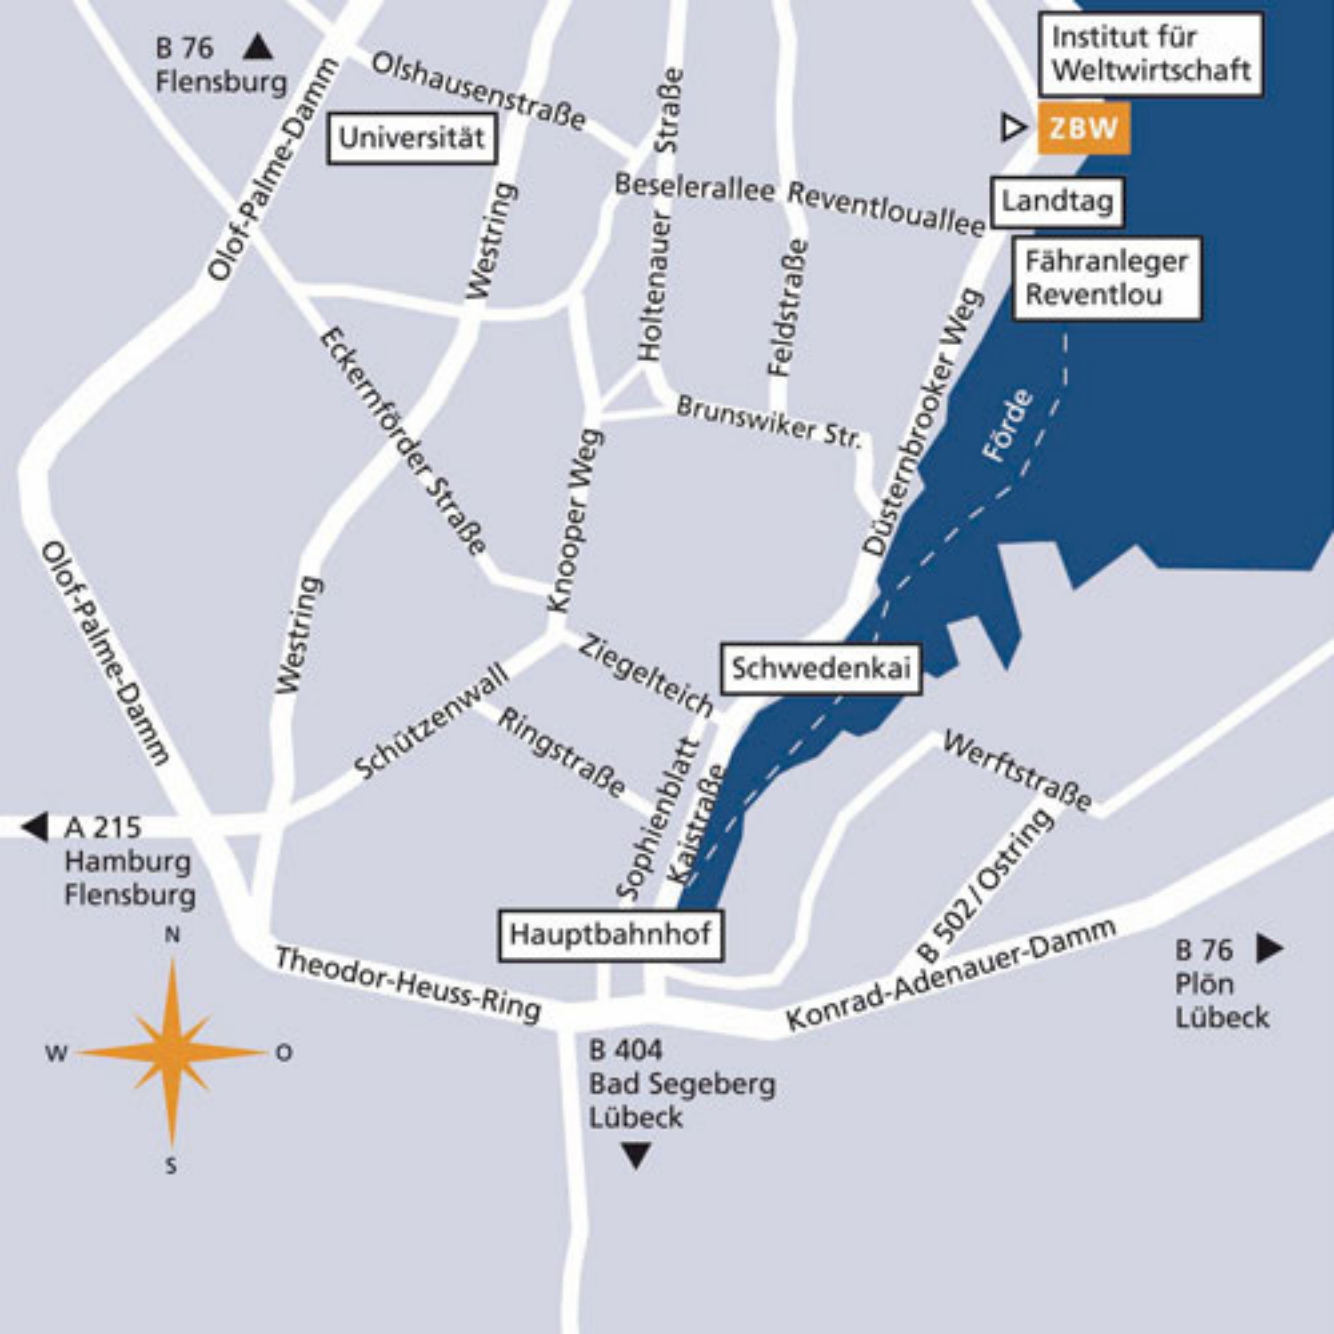 B 76
Flensburg
Olshausenstraße
Universität
Olof-Palme-Damm
Westring
Holtenauer Straße
Beselerallee
Reventlouallee
Feldstraße
Institut für
Weltwirtschaft
ZBW
Landtag
Fähranleger
Reventlou
Düsternbrooker Weg
Förde
Eckernförder Straße
Brunswiker Str.
Knooper Weg
Olof-Palme-Damm
Westring
Schützenwall
Ziegelteich
Schwedenkai
Ringstraße
Sophienblatt
Kaistraße
Werftstraße
B 502 / Ostring
A 215
Hamburg
Flensburg
Hauptbahnhof
Theodor-Heuss-Ring
Konrad-Adenauer-Damm
B 76
Plön
Lübeck
N
W
O
S
B 404
Bad Segeberg
Lübeck